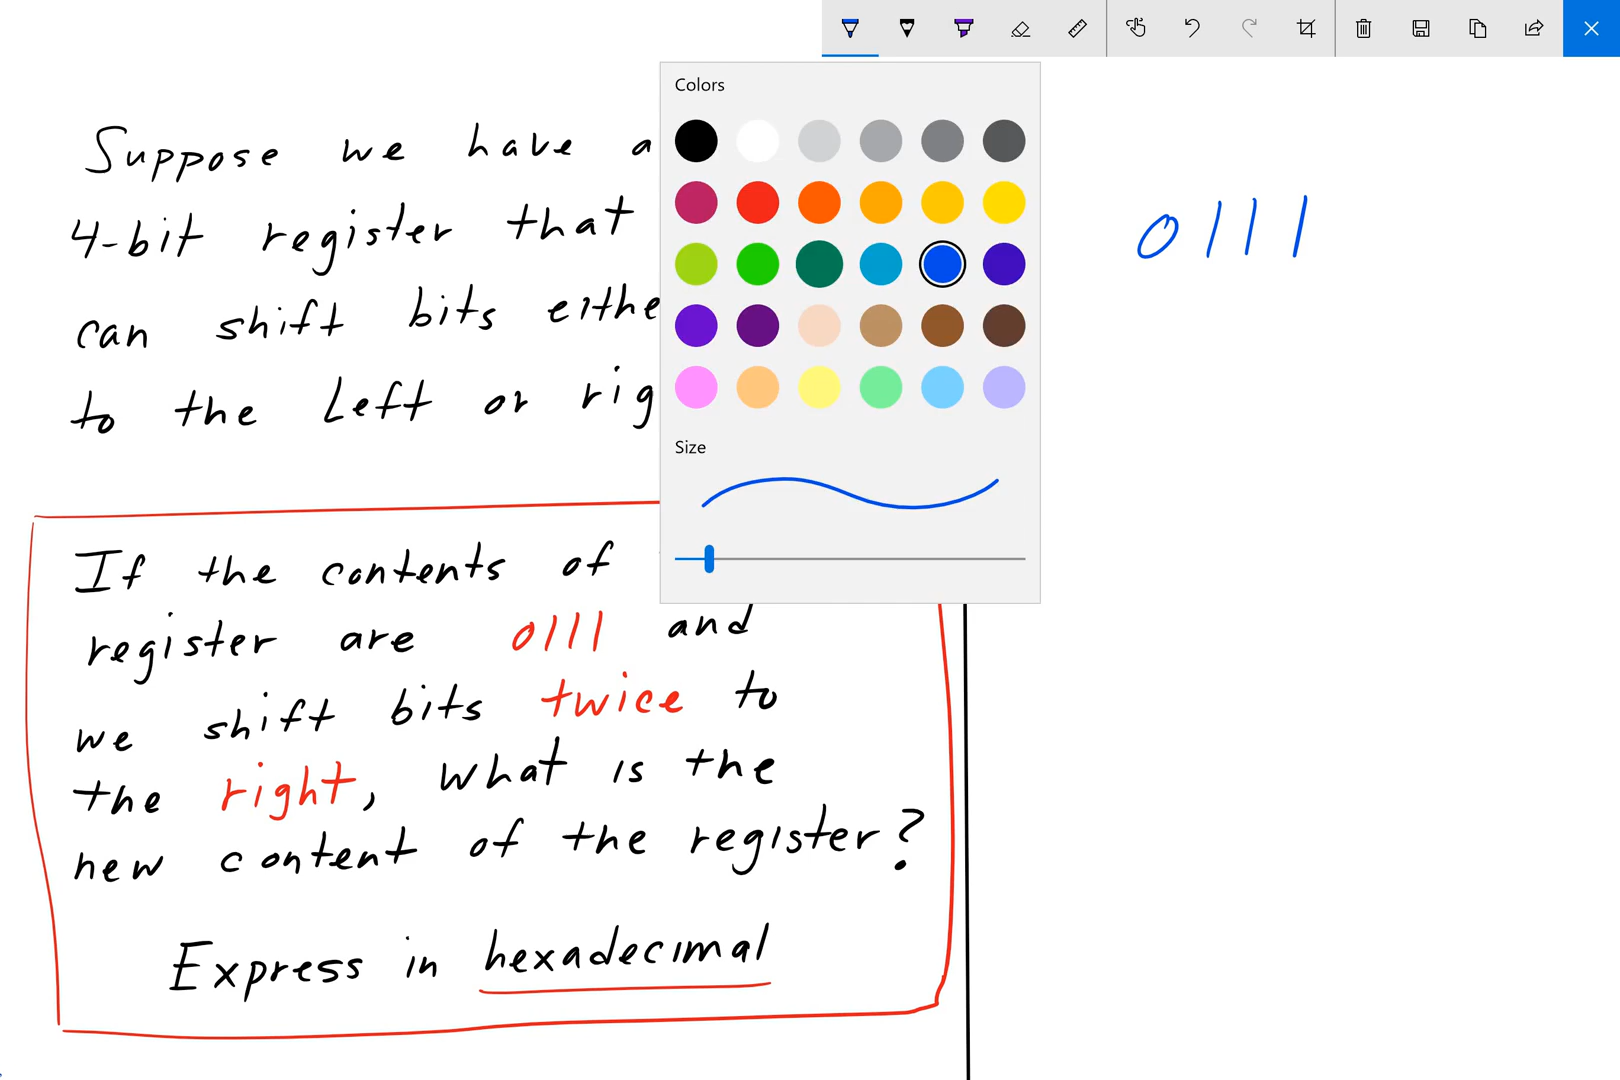 Colors
Size
Suppose we have a
4-bit register that
can shift bits eithe
to the Left or rig
If the contents of
register are 0111 and
we shift bits twice to
the right, what is the
new content of the register?
Express in hexadecimal
0111